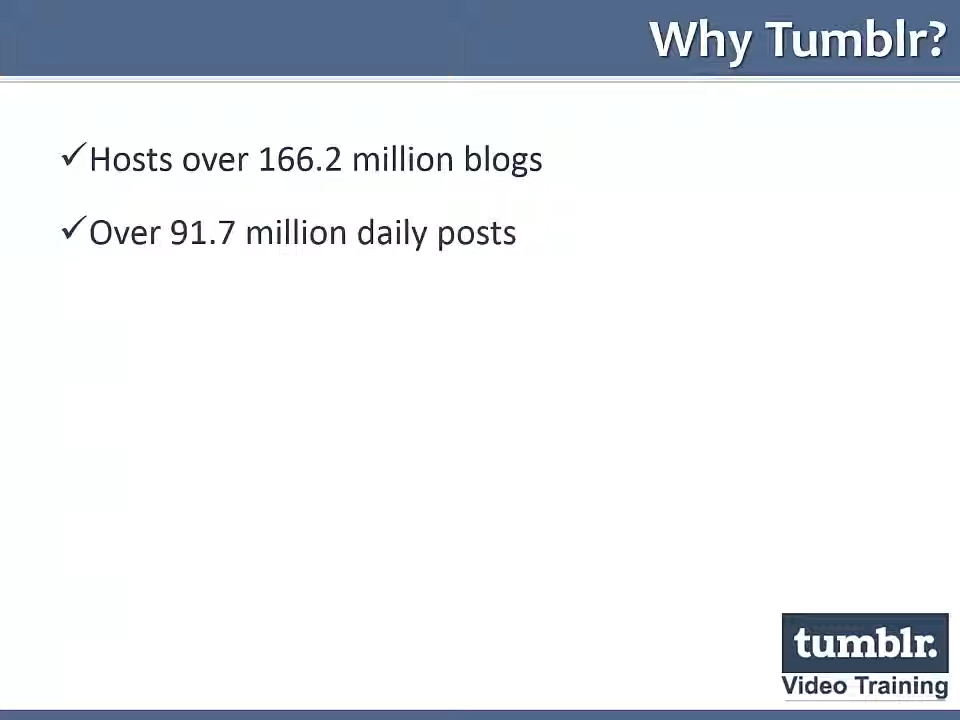 Why Tumblr?
✓Hosts over 166.2 million blogs
✓Over 91.7 million daily posts
tumblr.
Video Training